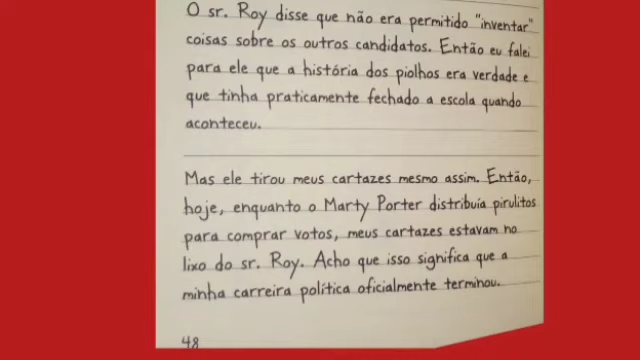 O sr. Roy disse que não era permitido "inventar"
coisas sobre os outros candidatos. Então eu falei
para ele que a história dos piolhos era verdade e
que tinha praticamente fechado a escola quando
aconteceu.
Mas ele tirou meus cartazes mesmo assim. Então,
hoje, enquanto o Marty Porter distribuía pirulitos
para comprar votos, meus cartazes estavam no
lixo do sr. Roy. Acho que isso significa que a
minha carreira política oficialmente terminou.
48